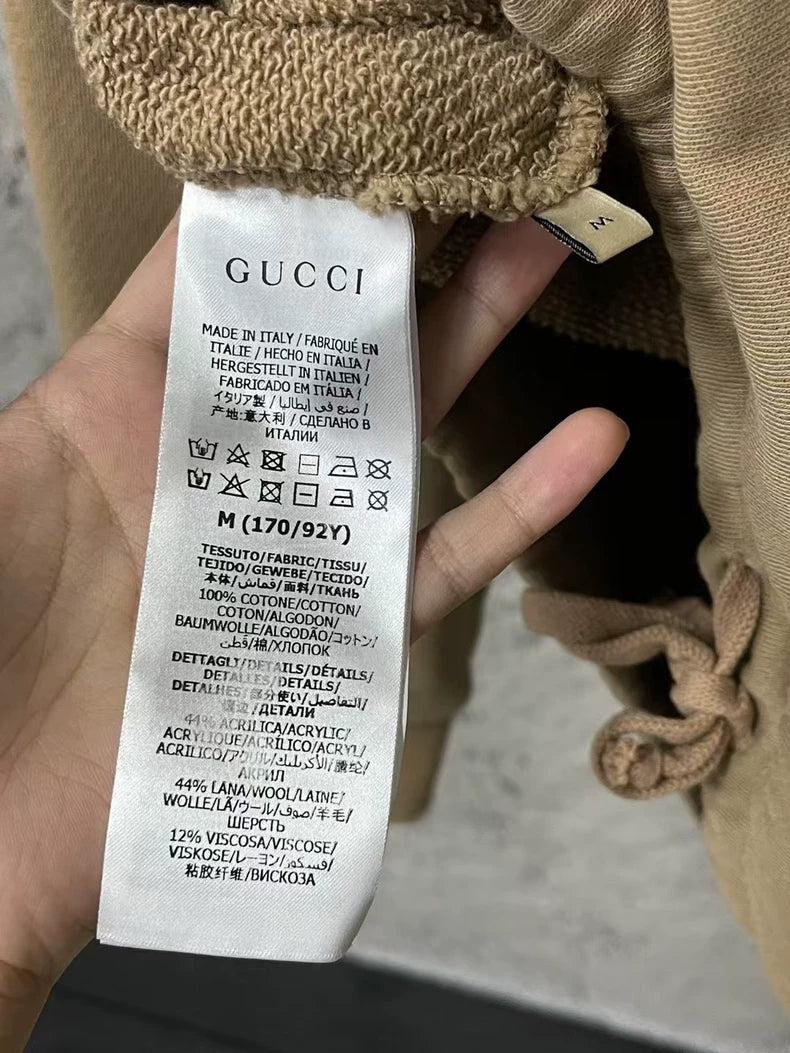 M
GUCCI
MADE IN ITALY / FABRIQUÉ EN
ITALIE / HECHO EN ITALIA /
HERGESTELLT IN ITALIEN /
FABRICADO EM ITÁLIA /
イタリア製 / صنع في إيطاليا /
产地:意大利 / СДЕЛАНО В
ИТАЛИИ
M (170/92Y)
TESSUTO/FABRIC/TISSU/
TEJIDO/GEWEBE/TECIDO/
本体/قماش/面料/ТКАНЬ
100% COTONE/COTTON/
COTON/ALGODON/
BAUMWOLLE/ALGODÃO/コットン/
قطن/棉/ХЛОПОК
DETTAGLI/DETAILS/DÉTAILS/
DETALLES/DETAILS/
DETALHES/部分使い/التفاصيل/
/ДЕТАЛИ
44% ACRILICA/ACRYLIC/
ACRYLIQUE/ACRÍLICO/ACRYL/
ACRÍLICO/アクリル/الأكريليك/腈纶/
АКРИЛ
44% LANA/WOOL/LAINE/
WOLLE/LÃ/ウール/صوف/羊毛/
ШЕРСТЬ
12% VISCOSA/VISCOSE/
VISKOSE/レーヨン/فسكوز/
粘胶纤维/ВИСКОЗА